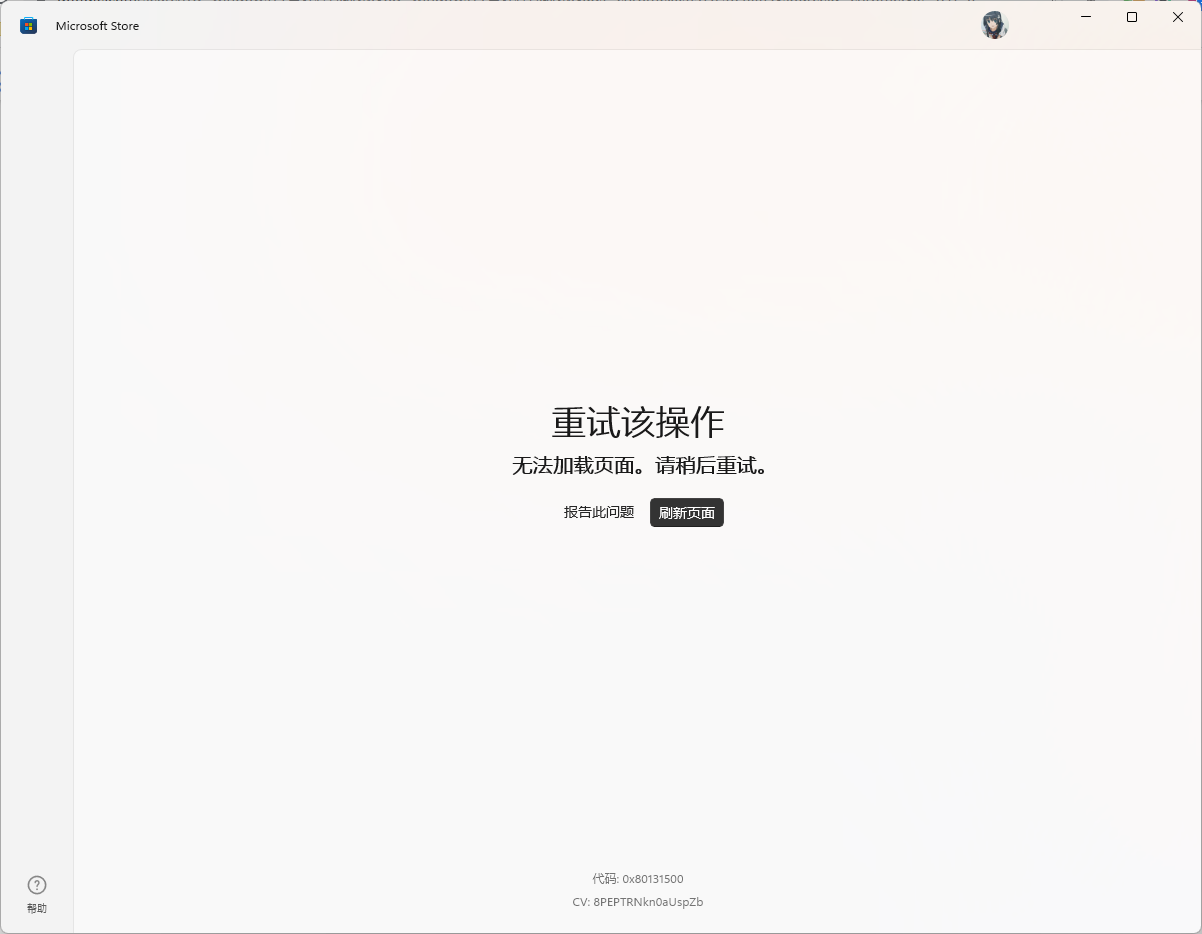 Microsoft Store
重试该操作
无法加载页面。请稍后重试。
报告此问题 刷新页面
代码: 0x80131500
CV: 8PEPTRNkn0aUspZb
帮助